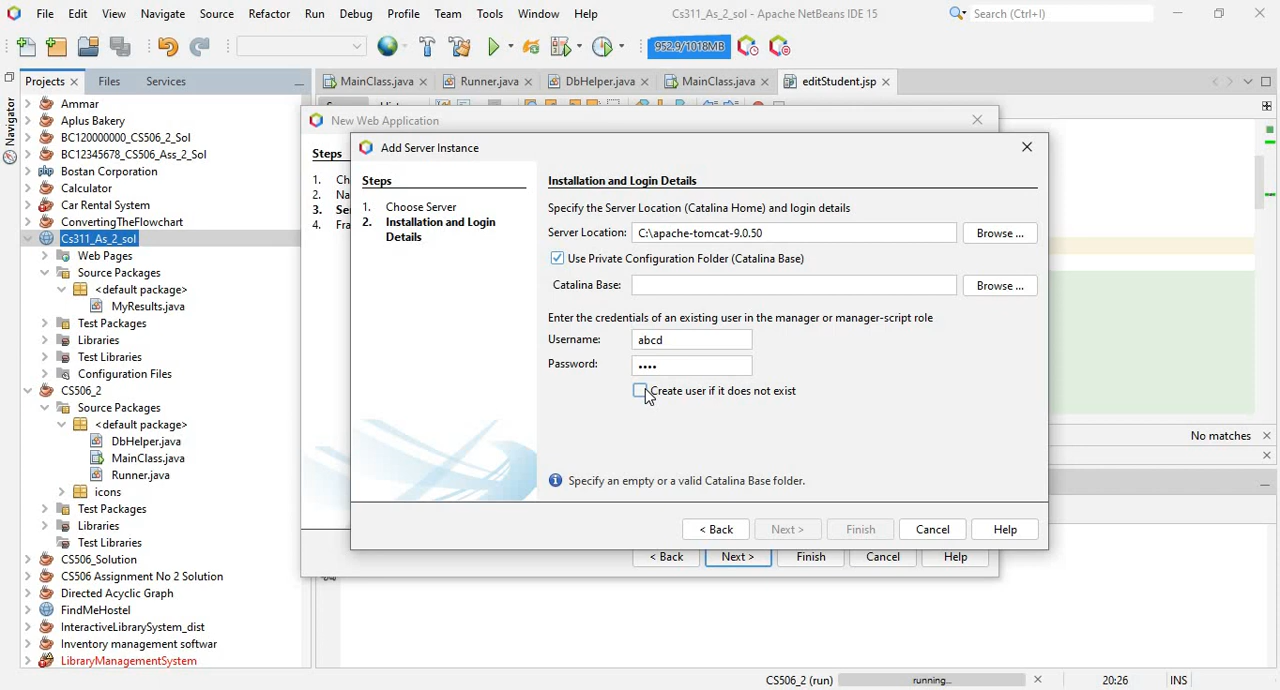 File Edit View Navigate Source Refactor Run Debug Profile Team Tools Window Help Cs311_As_2_sol - Apache NetBeans IDE 15 Search (Ctrl+I)
952.9/1018MB
Projects Files Services MainClass.java Runner.java DbHelper.java MainClass.java editStudent.jsp
Navigator
Ammar
Aplus Bakery
BC120000000_CS506_2_Sol
BC12345678_CS506_Ass_2_Sol
Bostan Corporation
Calculator
Car Rental System
ConvertingTheFlowchart
Cs311_As_2_sol
Web Pages
Source Packages
<default package>
MyResults.java
Test Packages
Libraries
Test Libraries
Configuration Files
CS506_2
Source Packages
<default package>
DbHelper.java
MainClass.java
Runner.java
icons
Test Packages
Libraries
Test Libraries
CS506_Solution
CS506 Assignment No 2 Solution
Directed Acyclic Graph
FindMeHostel
InteractiveLibrarySystem_dist
Inventory management softwar
LibraryManagementSystem
New Web Application
Steps
1. Ch
2. Na
3. Se
4. Fra
Add Server Instance
Steps
1. Choose Server
2. Installation and Login
Details
Installation and Login Details
Specify the Server Location (Catalina Home) and login details
Server Location: C:\apache-tomcat-9.0.50 Browse ...
Use Private Configuration Folder (Catalina Base)
Catalina Base: Browse ...
Enter the credentials of an existing user in the manager or manager-script role
Username: abcd
Password: ••••
Create user if it does not exist
Specify an empty or a valid Catalina Base folder.
< Back Next > Finish Cancel Help
< Back Next > Finish Cancel Help
No matches
CS506_2 (run) running... 20:26 INS